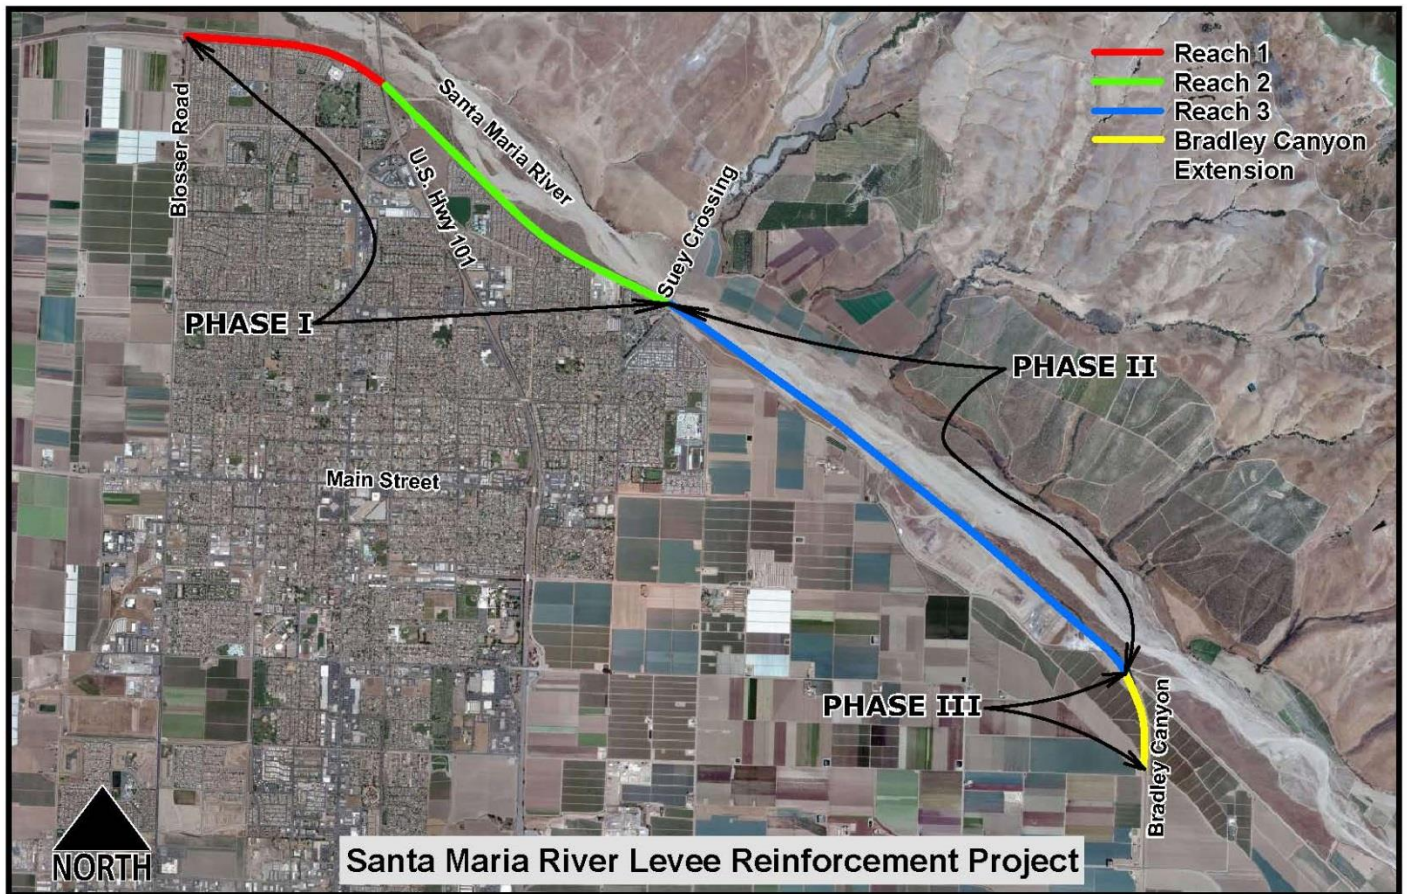 Reach 1
Reach 2
Reach 3
Bradley Canyon
Extension
Santa Maria River
Blosser Road
U.S. Hwy 101
Suey Crossing
PHASE I
PHASE II
Main Street
PHASE III
Bradley Canyon
NORTH
Santa Maria River Levee Reinforcement Project